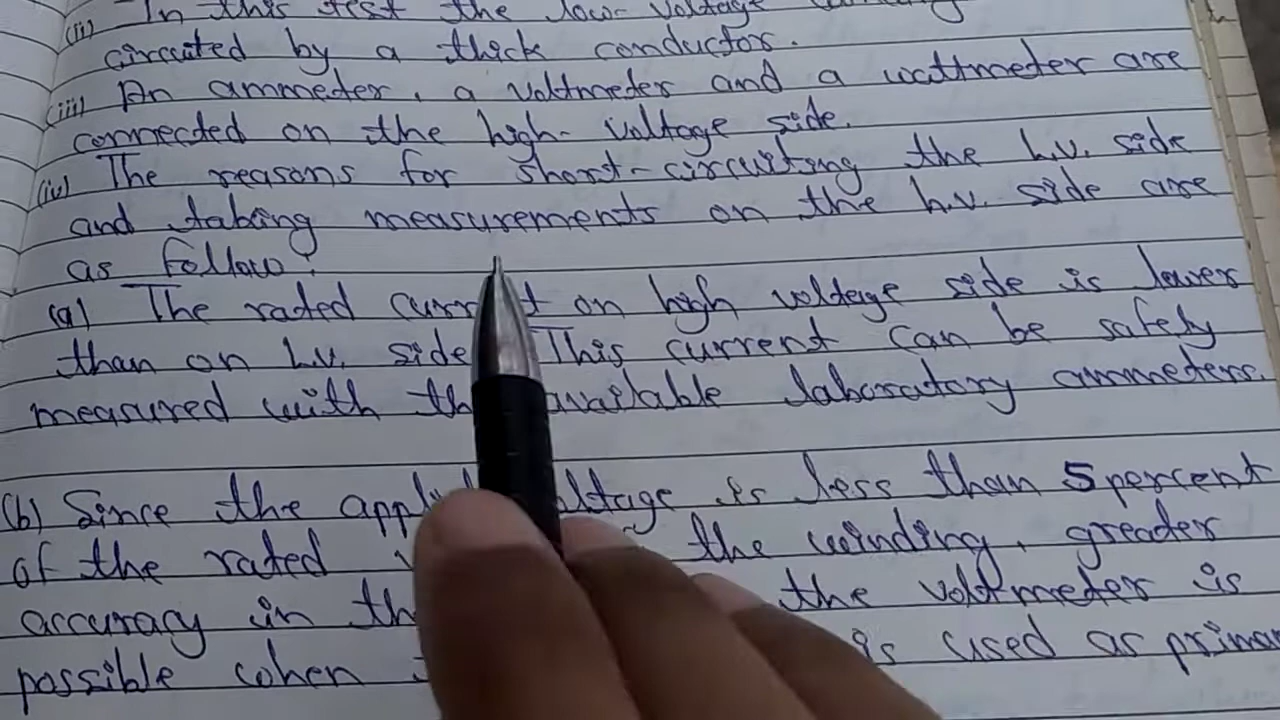 (ii) In this test the low-voltage
circuited by a thick conductor.
(iii) An ammeter, a voltmeter and a wattmeter are
connected on the high-voltage side.
(iv) The reasons for short-circuiting the l.v. side
and taking measurements on the h.v. side are
as follow:
(a) The rated current on high voltage side is lower
than on L.V. side This current can be safely
measured with the available laboratory ammeters.
(b) Since the applied voltage is less than 5 percent
of the rated the winding, greater
accuracy in the voltmeter is
possible when is used as